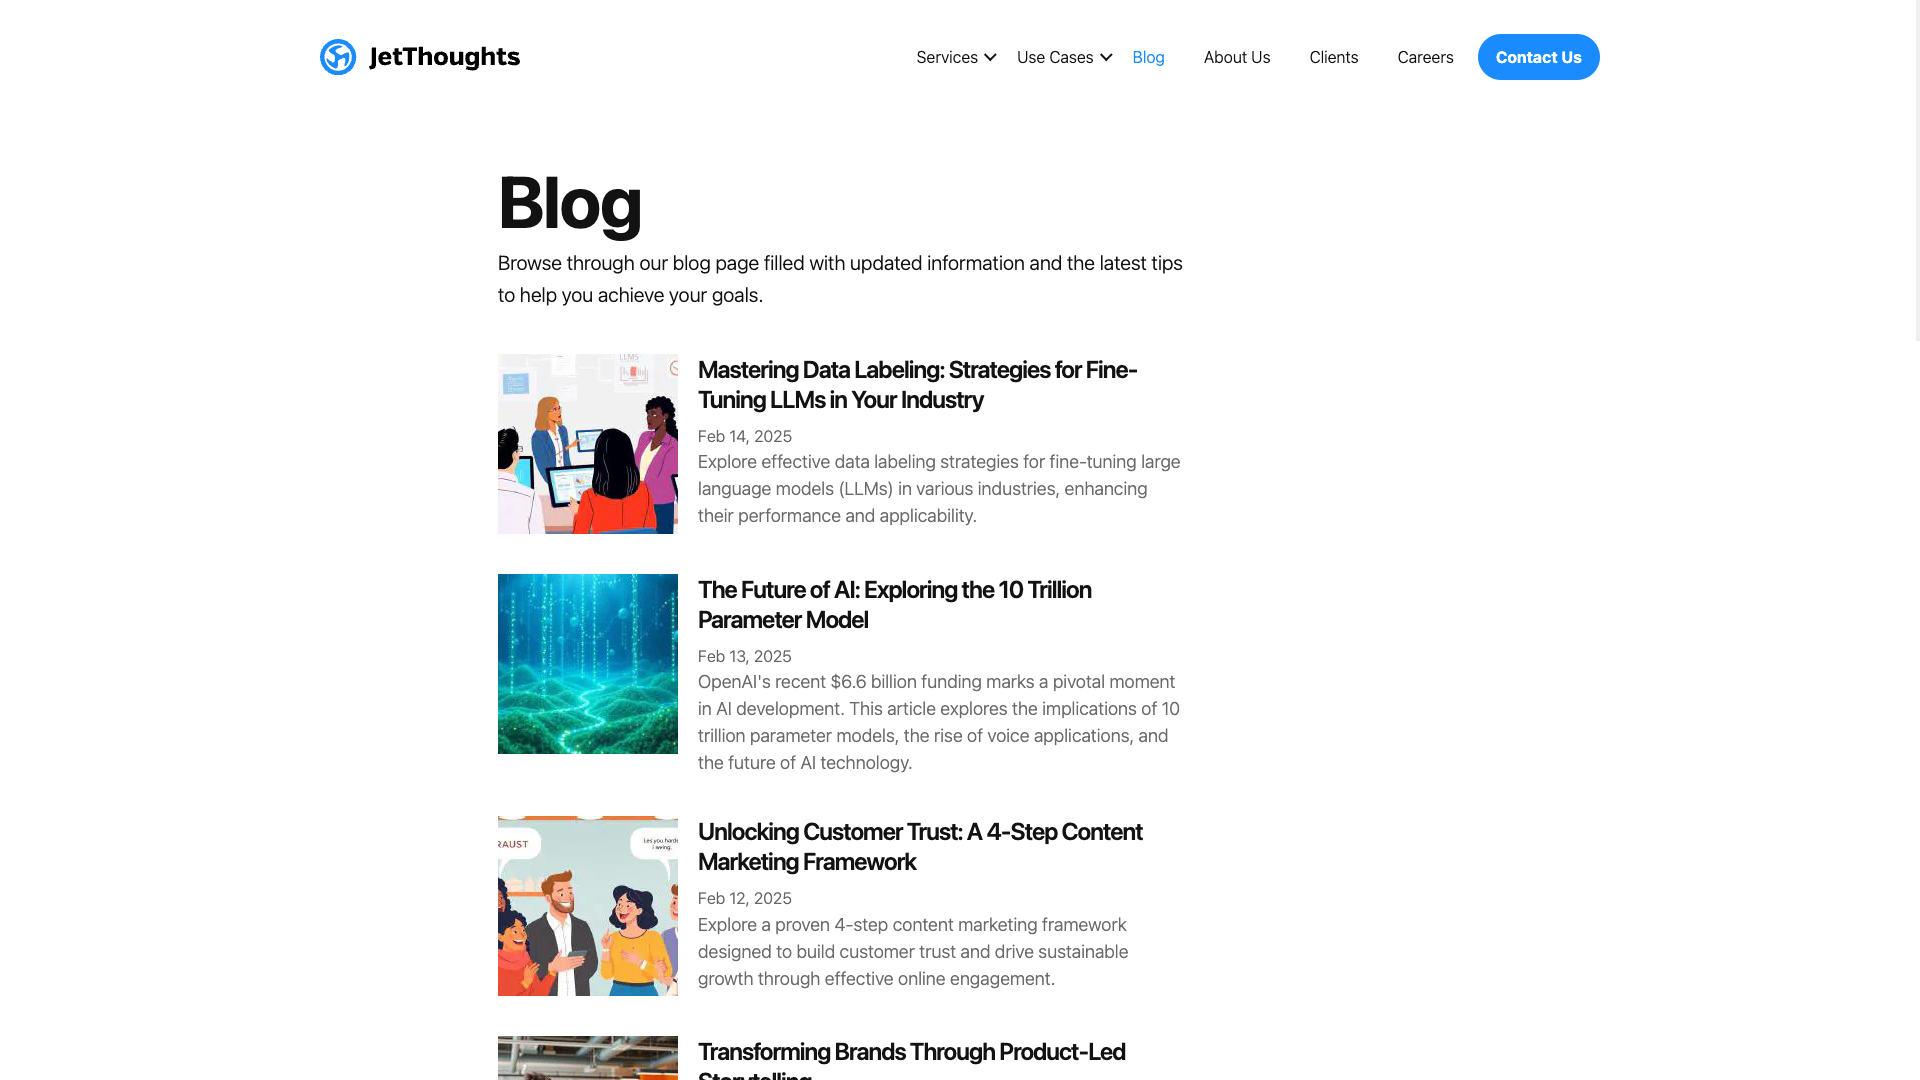 JetThoughts
Services
Use Cases
Blog
About Us
Clients
Careers
Contact Us
Blog
Browse through our blog page filled with updated information and the latest tips
to help you achieve your goals.
LLMS
Mastering Data Labeling: Strategies for Fine-
Tuning LLMs in Your Industry
Feb 14, 2025
Explore effective data labeling strategies for fine-tuning large
language models (LLMs) in various industries, enhancing
their performance and applicability.
The Future of AI: Exploring the 10 Trillion
Parameter Model
Feb 13, 2025
OpenAI's recent $6.6 billion funding marks a pivotal moment
in AI development. This article explores the implications of 10
trillion parameter models, the rise of voice applications, and
the future of AI technology.
RAUST
Les you harde
i weing.
Unlocking Customer Trust: A 4-Step Content
Marketing Framework
Feb 12, 2025
Explore a proven 4-step content marketing framework
designed to build customer trust and drive sustainable
growth through effective online engagement.
Transforming Brands Through Product-Led
Storytelling